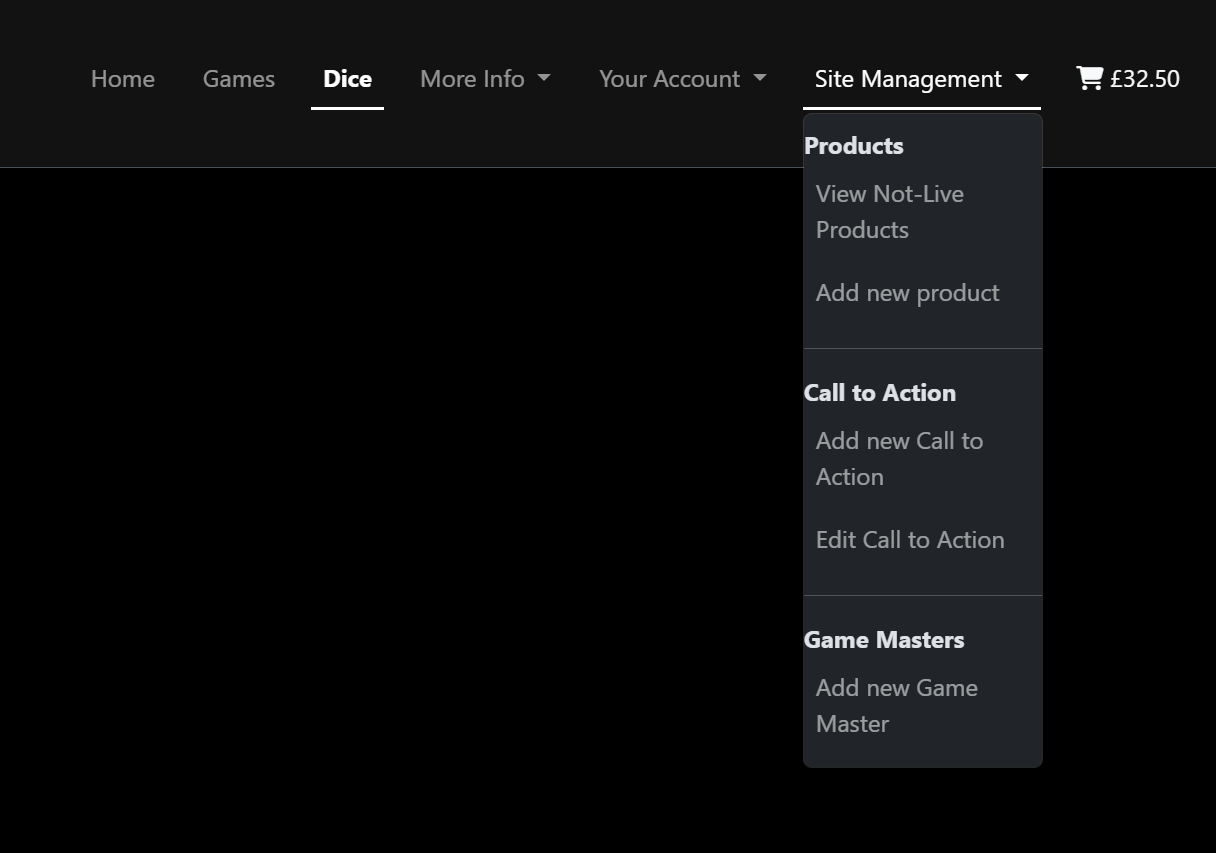 Home Games Dice More Info Your Account Site Management £32.50
Products
View Not-Live
Products
Add new product
Call to Action
Add new Call to
Action
Edit Call to Action
Game Masters
Add new Game
Master